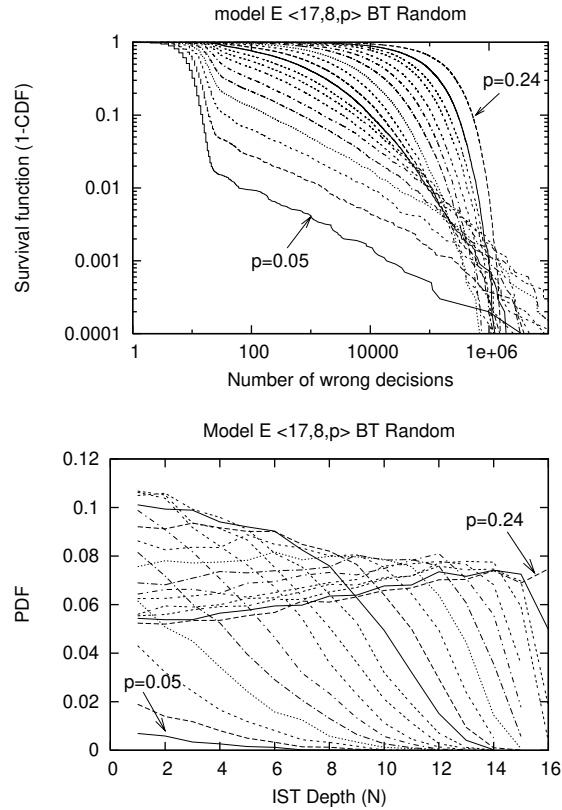 model E <17,8,p> BT Random
Survival function (1-CDF)
1
0.1
0.01
0.001
0.0001
p=0.24
p=0.05
1 100 10000 1e+06
Number of wrong decisions
Model E <17,8,p> BT Random
PDF
0.12
0.1
0.08
0.06
0.04
0.02
0
p=0.24
p=0.05
0 2 4 6 8 10 12 14 16
IST Depth (N)